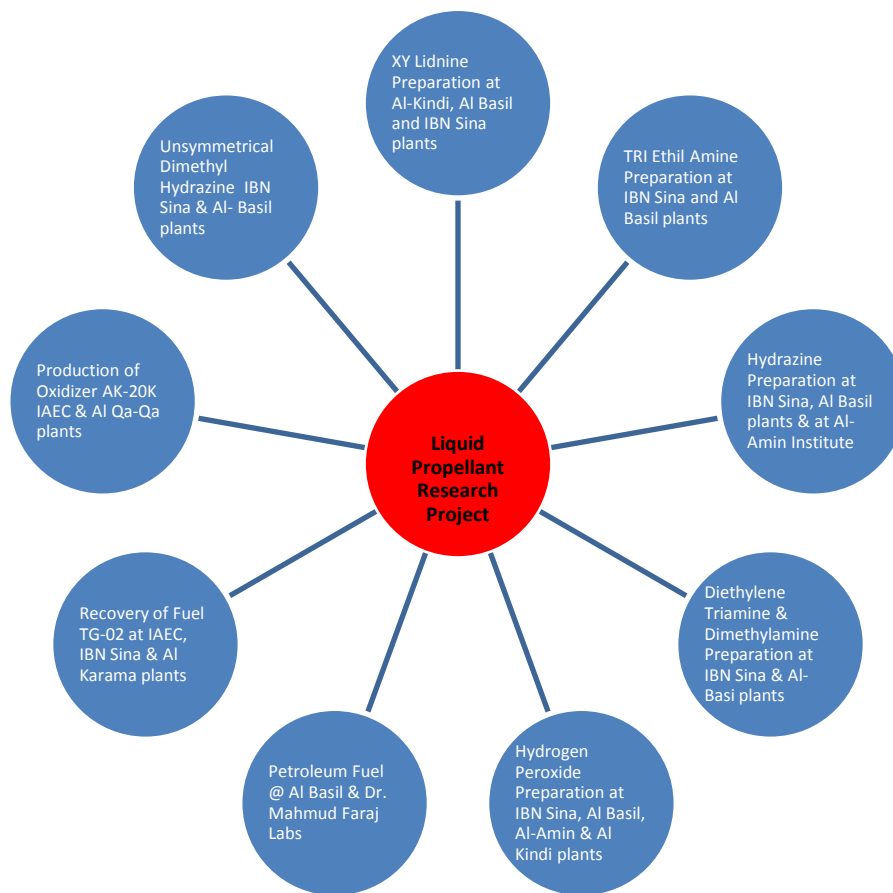 XY Lidnine
Preparation at
Al-Kindi, Al Basil
and IBN Sina
plants
TRI Ethil Amine
Preparation at
IBN Sina and Al
Basil plants
Hydrazine
Preparation at
IBN Sina, Al Basil
plants & at Al-
Amin Institute
Diethylene
Triamine &
Dimethylamine
Preparation at
IBN Sina & Al-
Basi plants
Hydrogen
Peroxide
Preparation at
IBN Sina, Al Basil,
Al-Amin & Al
Kindi plants
Petroleum Fuel
@ Al Basil & Dr.
Mahmud Faraj
Labs
Recovery of Fuel
TG-02 at IAEC,
IBN Sina & Al
Karama plants
Production of
Oxidizer AK-20K
IAEC & Al Qa-Qa
plants
Unsymmetrical
Dimethyl
Hydrazine IBN
Sina & Al- Basil
plants
Liquid
Propellant
Research
Project